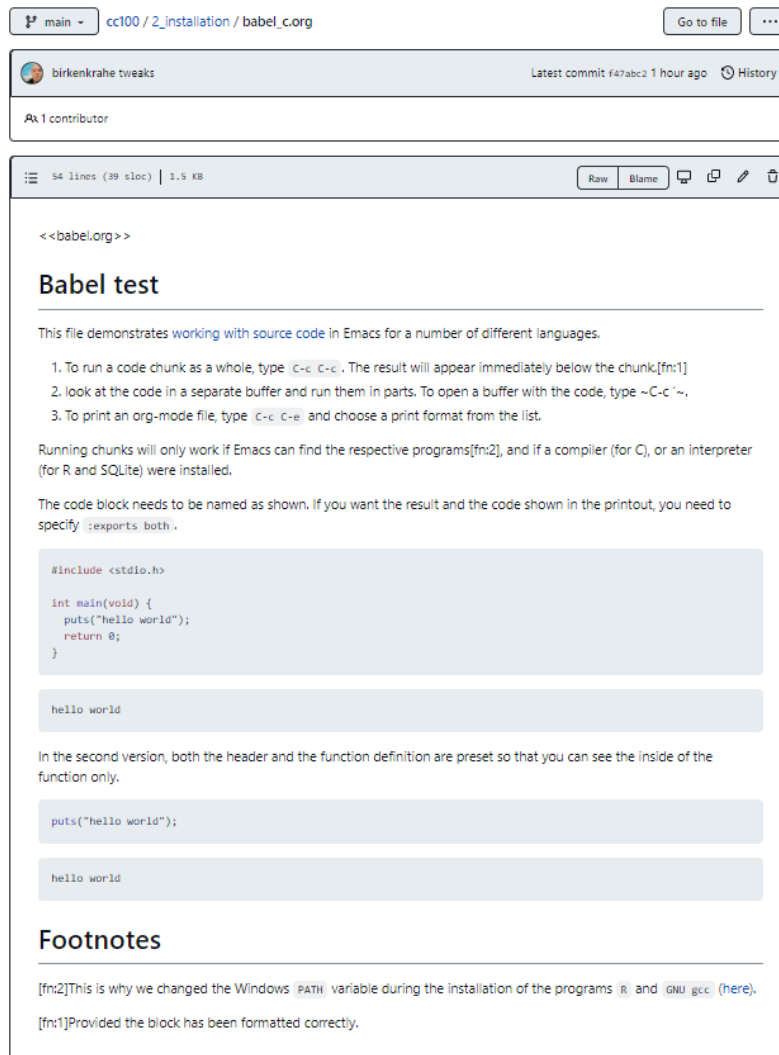 main
cc100 / 2_installation / babel_c.org
Go to file
...
birkenkrahe tweaks
Latest commit f47abc2 1 hour ago
History
1 contributor
54 lines (39 sloc) | 1.5 KB
Raw
Blame
<<babel.org>>
Babel test
This file demonstrates working with source code in Emacs for a number of different languages.
1. To run a code chunk as a whole, type C-c C-c. The result will appear immediately below the chunk.[fn:1]
2. look at the code in a separate buffer and run them in parts. To open a buffer with the code, type ~C-c ´~.
3. To print an org-mode file, type C-c C-e and choose a print format from the list.
Running chunks will only work if Emacs can find the respective programs[fn:2], and if a compiler (for C), or an interpreter
(for R and SQLite) were installed.
The code block needs to be named as shown. If you want the result and the code shown in the printout, you need to
specify :exports both.
#include <stdio.h>
int main(void) {
puts("hello world");
return 0;
}
hello world
In the second version, both the header and the function definition are preset so that you can see the inside of the
function only.
puts("hello world");
hello world
Footnotes
[fn:2]This is why we changed the Windows PATH variable during the installation of the programs R and GNU gcc (here).
[fn:1]Provided the block has been formatted correctly.